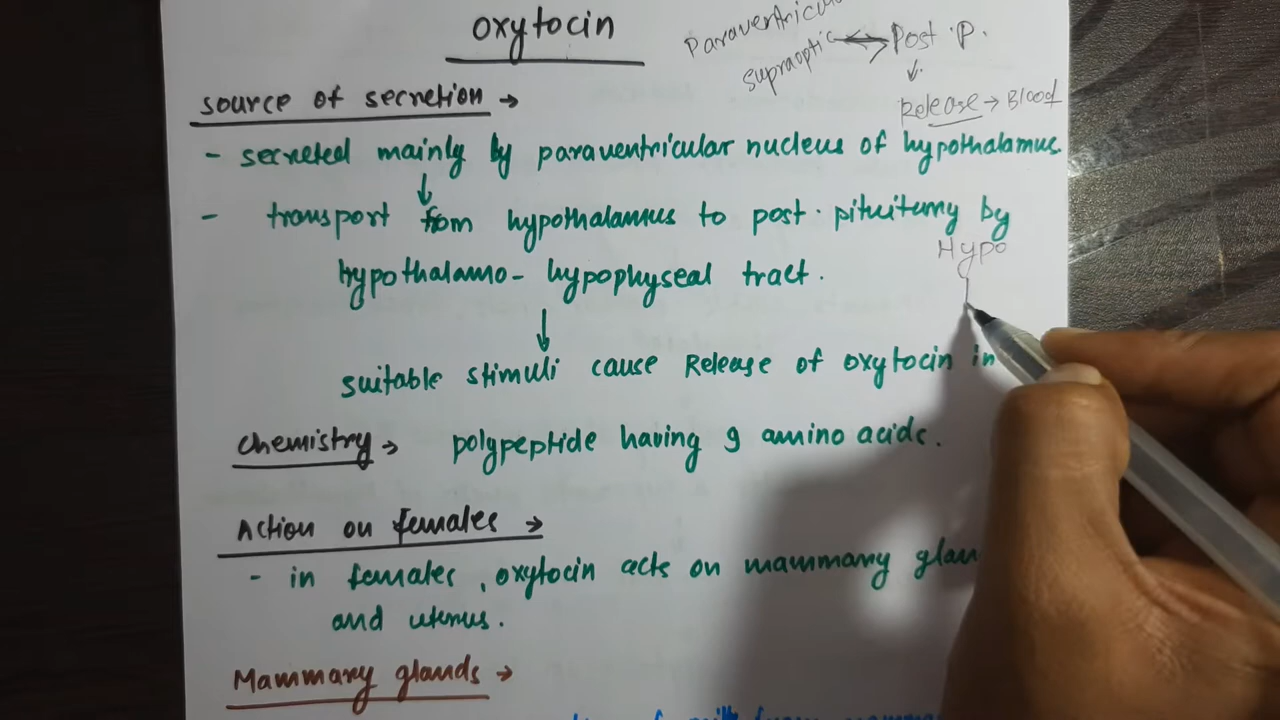 oxytocin
Paraventricu
supraoptic Post. P.
Release → Blood
source of secretion →
- secreted mainly by paraventricular nucleus of hypothalamus.
↓
- transport from hypothalamus to post. pituitary by
Hypo
hypothalamo-hypophyseal tract.
↓
suitable stimuli cause Release of oxytocin in
chemistry → polypeptide having 9 amino acids.
Action on females →
- in females, oxytocin acts on mammary glan
and uterus.
Mammary glands →